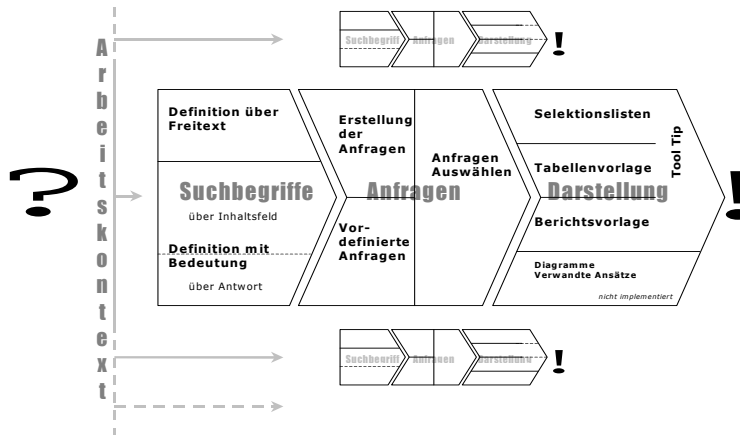 Arbeitskontext
?
Suchbegriff
Anfragen
Darstellung
!
Suchbegriffe
Definition über
Freitext
über Inhaltsfeld
Definition mit
Bedeutung
über Antwort
Anfragen
Erstellung
der
Anfragen
Vor-
definierte
Anfragen
Anfragen
Auswählen
Darstellung
Selektionslisten
Tabellenvorlage
Berichtsvorlage
Diagramme
Verwandte Ansätze
nicht implementiert
Tool Tip
!
Suchbegriff
Anfragen
Darstellung
!